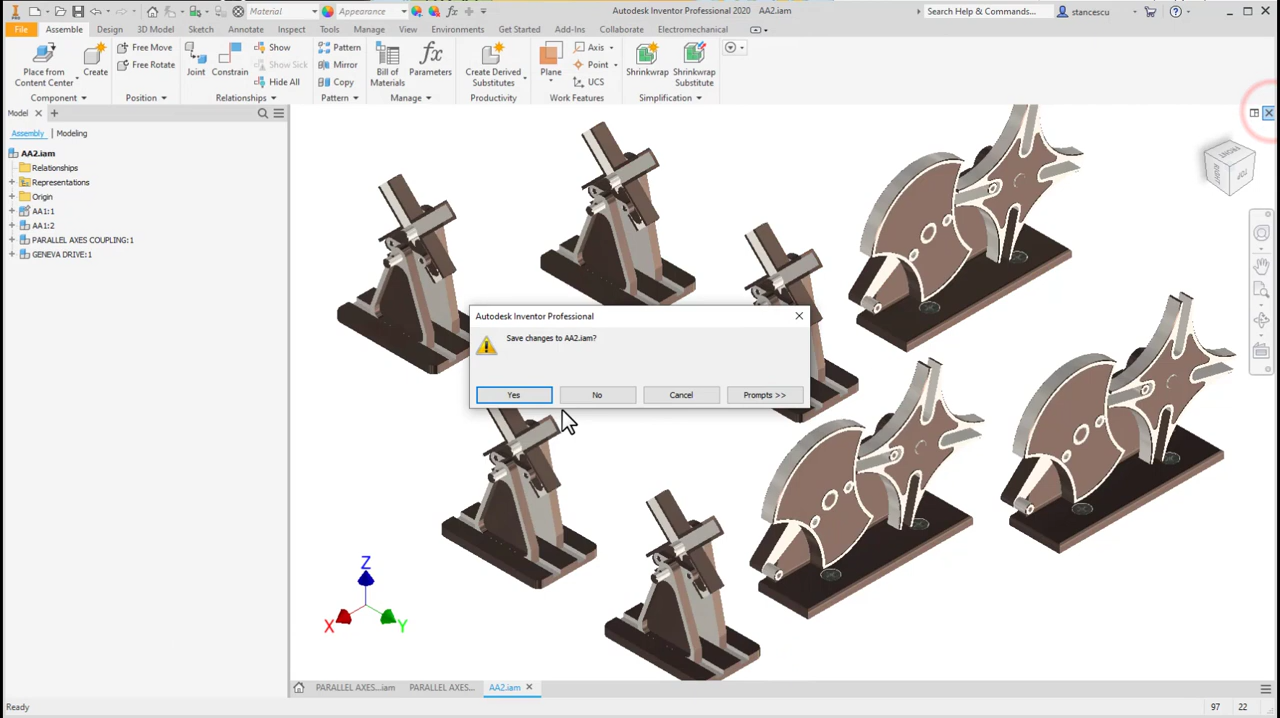 PRO
Material
Appearance
Autodesk Inventor Professional 2020 AA2.iam
Search Help & Commands...
stancescu
File
Assemble
Design
3D Model
Sketch
Annotate
Inspect
Tools
Manage
View
Environments
Get Started
Add-Ins
Collaborate
Electromechanical
Place from
Content Center
Create
Free Move
Free Rotate
Joint
Constrain
Show
Show Sick
Hide All
Pattern
Mirror
Copy
Bill of
Materials
fx
Parameters
Create Derived
Substitutes
Plane
Axis
Point
UCS
Shrinkwrap
Shrinkwrap
Substitute
Component
Position
Relationships
Pattern
Manage
Productivity
Work Features
Simplification
Model
Assembly
Modeling
AA2.iam
Relationships
Representations
Origin
AA1:1
AA1:2
PARALLEL AXES COUPLING:1
GENEVA DRIVE:1
FRONT
RIGHT
TOP
Autodesk Inventor Professional
Save changes to AA2.iam?
Yes
No
Cancel
Prompts >>
Z
X
Y
PARALLEL AXES...iam
PARALLEL AXES...
AA2.iam
Ready
97
22